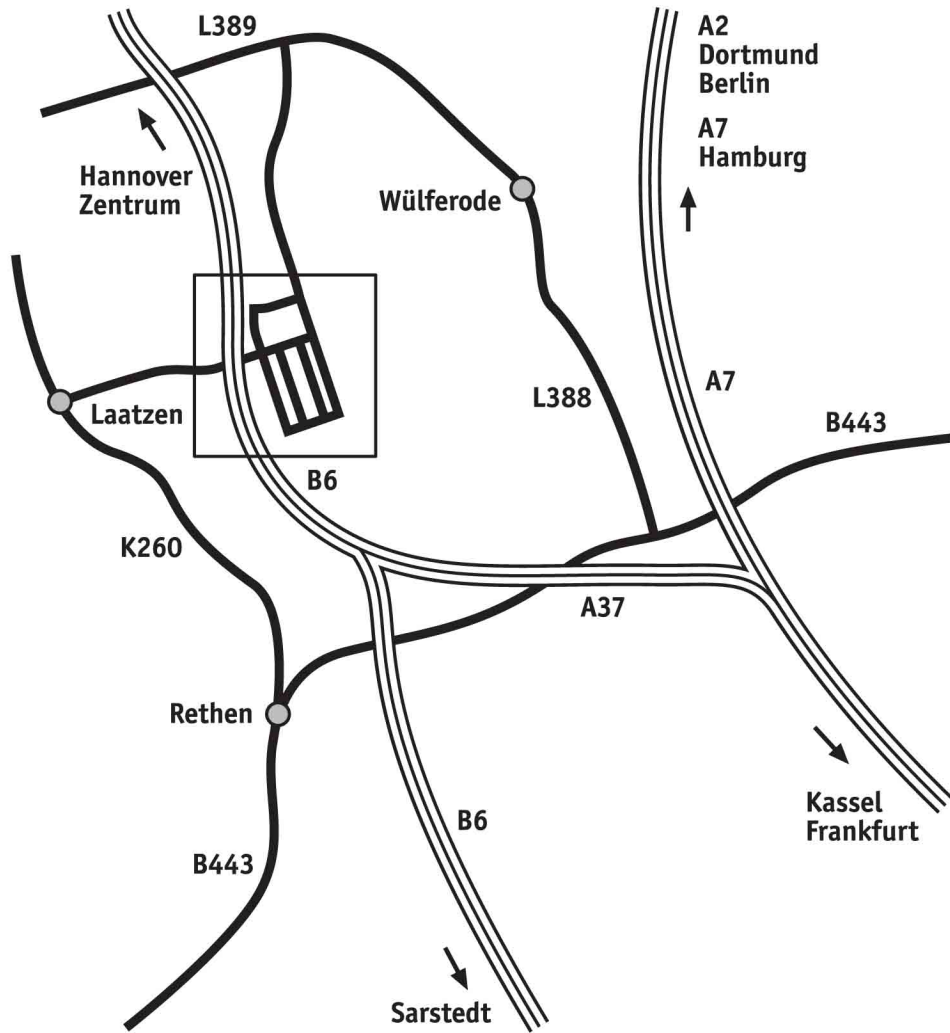 L389
A2
Dortmund
Berlin
A7
Hamburg
Hannover
Zentrum
Wülferode
A7
L388
Laatzen
B443
B6
K260
A37
Rethen
Kassel
Frankfurt
B6
B443
Sarstedt